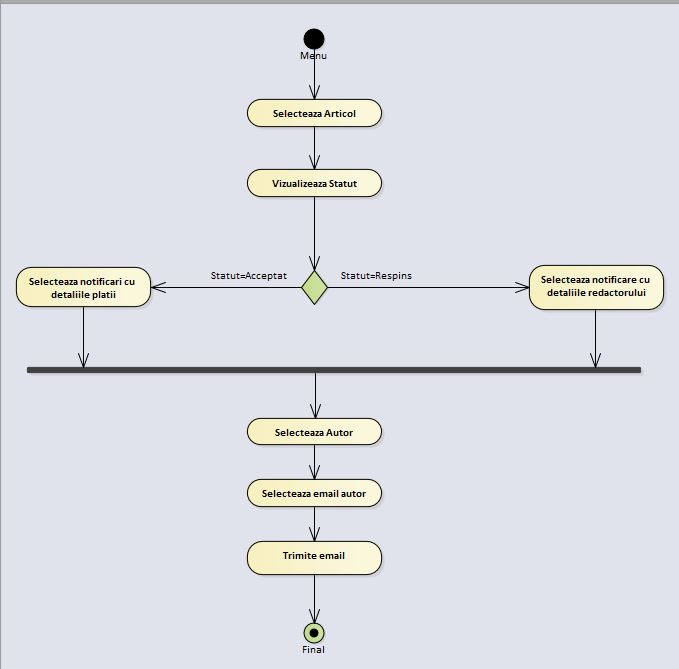 Menu
Selecteaza Articol
Vizualizeaza Statut
Statut=Acceptat
Statut=Respins
Selecteaza notificari cu
detaliile platii
Selecteaza notificare cu
detaliile redactorului
Selecteaza Autor
Selecteaza email autor
Trimite email
Final